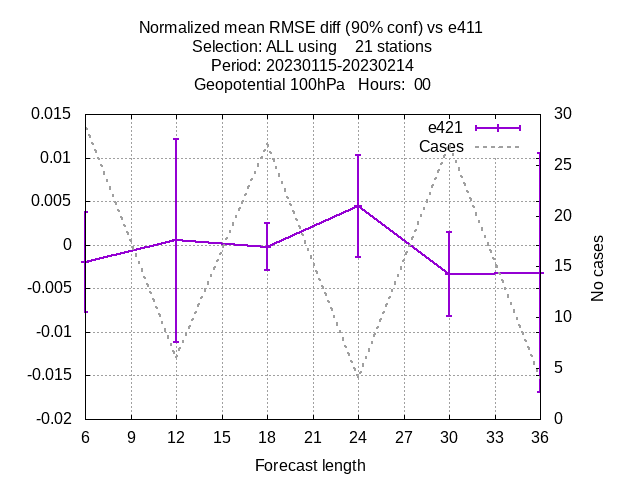 Normalized mean RMSE diff (90% conf) vs e411
Selection: ALL using    21 stations
Period: 20230115-20230214
Geopotential 100hPa   Hours:  00
0.015
0.01
0.005
0
-0.005
-0.01
-0.015
-0.02
30
25
20
15
10
5
0
No cases
e421
Cases
6 9 12 15 18 21 24 27 30 33 36
Forecast length